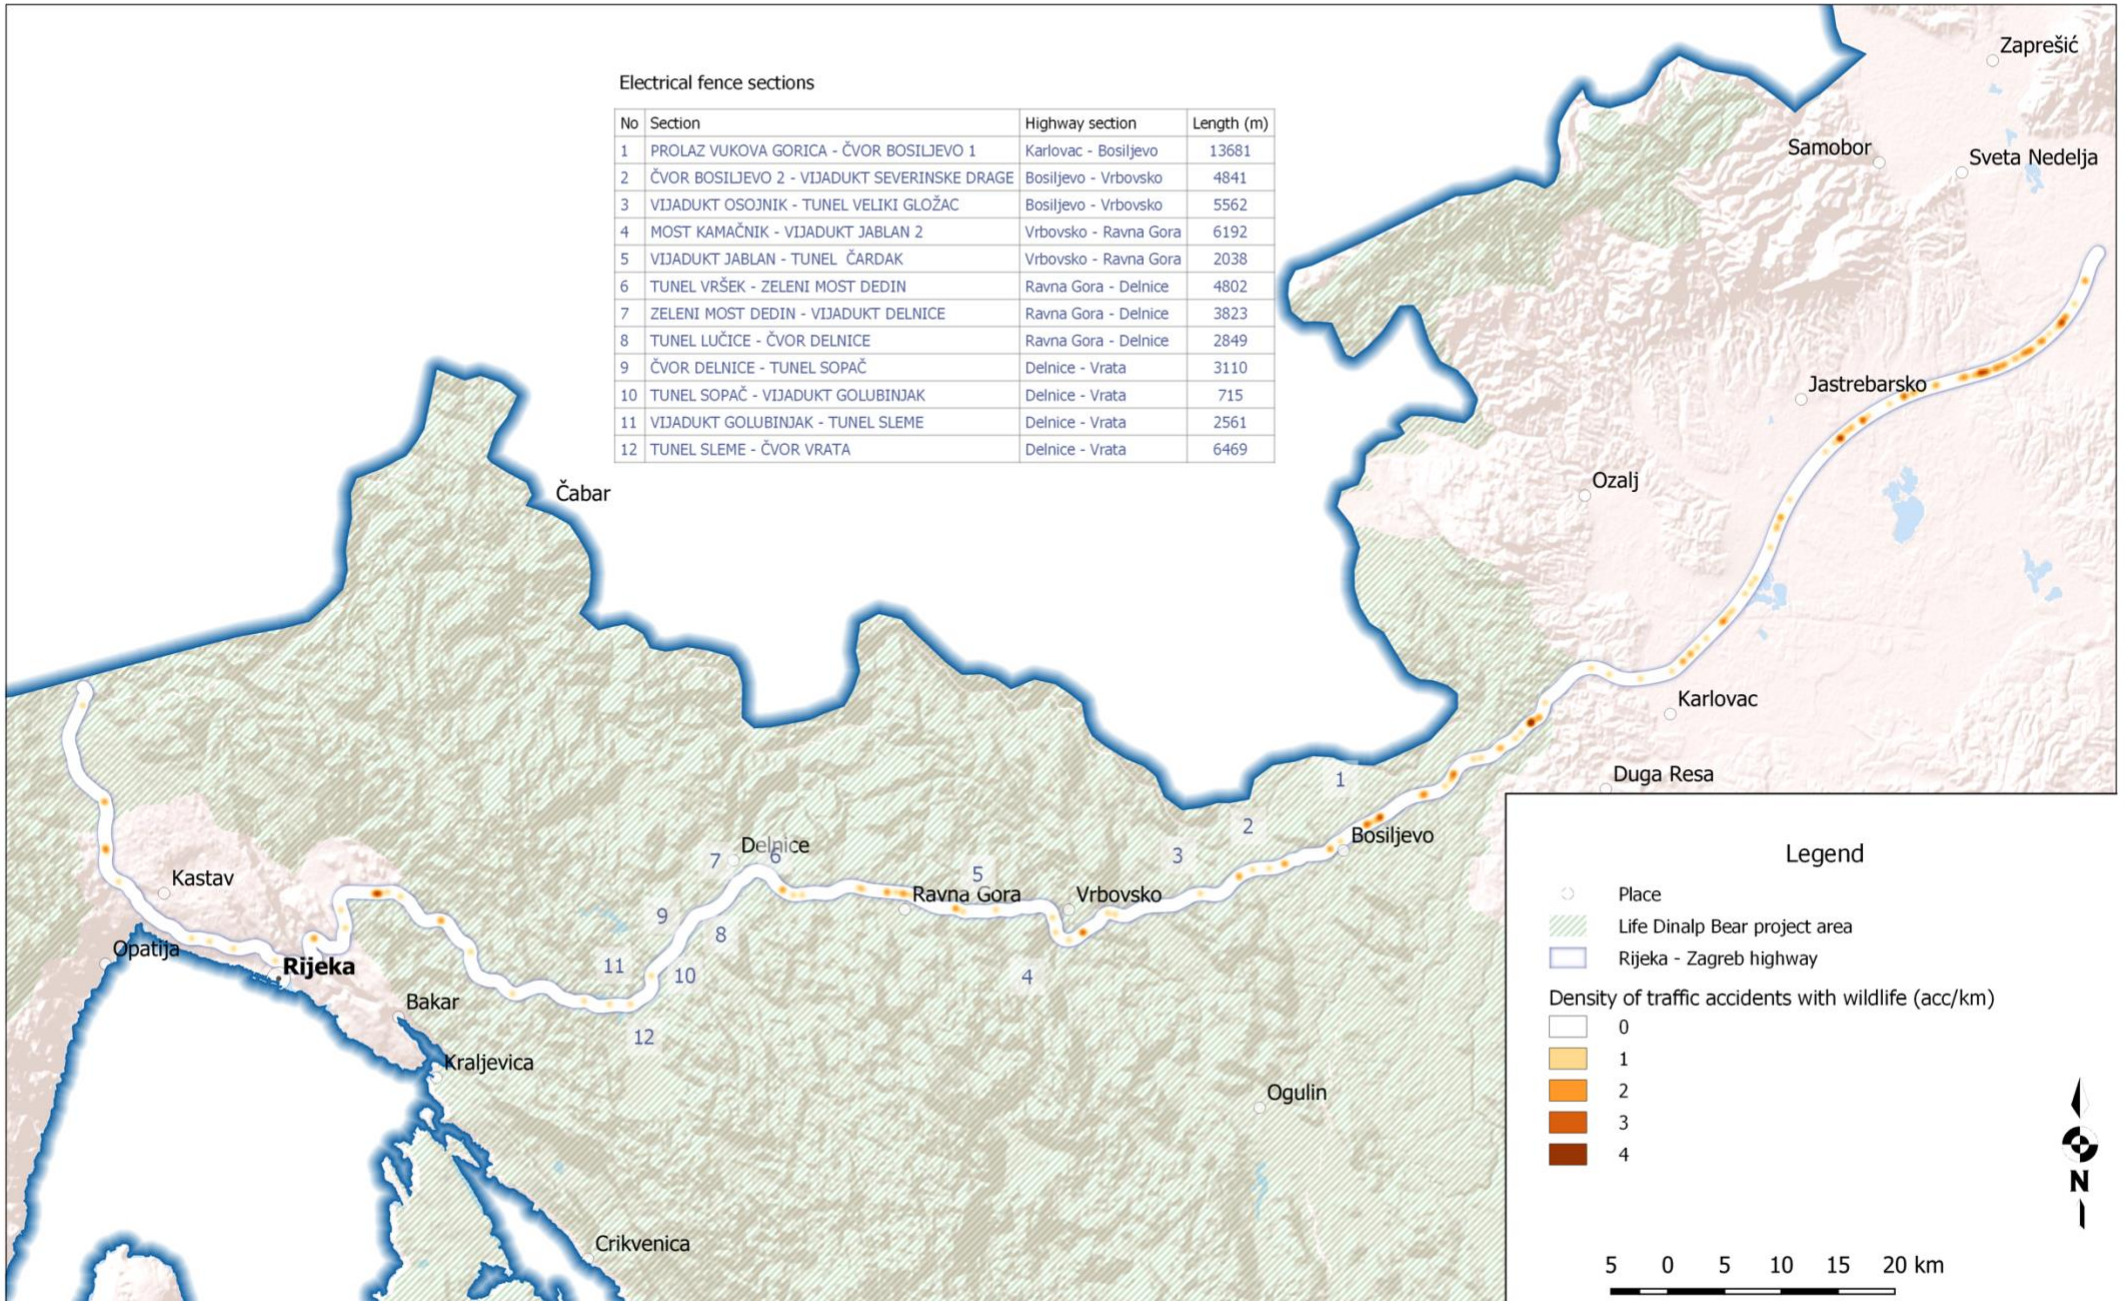 Electrical fence sections
No Section Highway section Length (m)
1 PROLAZ VUKOVA GORICA - ČVOR BOSILJEVO 1 Karlovac - Bosiljevo 13681
2 ČVOR BOSILJEVO 2 - VIJADUKT SEVERINSKE DRAGE Bosiljevo - Vrbovsko 4841
3 VIJADUKT OSOJNIK - TUNEL VELIKI GLOŽAC Bosiljevo - Vrbovsko 5562
4 MOST KAMAČNIK - VIJADUKT JABLAN 2 Vrbovsko - Ravna Gora 6192
5 VIJADUKT JABLAN - TUNEL ČARDAK Vrbovsko - Ravna Gora 2038
6 TUNEL VRŠEK - ZELENI MOST DEDIN Ravna Gora - Delnice 4802
7 ZELENI MOST DEDIN - VIJADUKT DELNICE Ravna Gora - Delnice 3823
8 TUNEL LUČICE - ČVOR DELNICE Ravna Gora - Delnice 2849
9 ČVOR DELNICE - TUNEL SOPAČ Delnice - Vrata 3110
10 TUNEL SOPAČ - VIJADUKT GOLUBINJAK Delnice - Vrata 715
11 VIJADUKT GOLUBINJAK - TUNEL SLEME Delnice - Vrata 2561
12 TUNEL SLEME - ČVOR VRATA Delnice - Vrata 6469
Zaprešić
Samobor
Sveta Nedelja
Jastrebarsko
Ozalj
Čabar
Karlovac
Duga Resa
1
2
Bosiljevo
3
Delnice
7
6
5
Kastav
Ravna Gora
Vrbovsko
9
8
Opatija
Rijeka
11
10
4
Bakar
12
Kraljevica
Ogulin
Crikvenica
Legend
Place
Life Dinalp Bear project area
Rijeka - Zagreb highway
Density of traffic accidents with wildlife (acc/km)
0
1
2
3
4
N
5 0 5 10 15 20 km